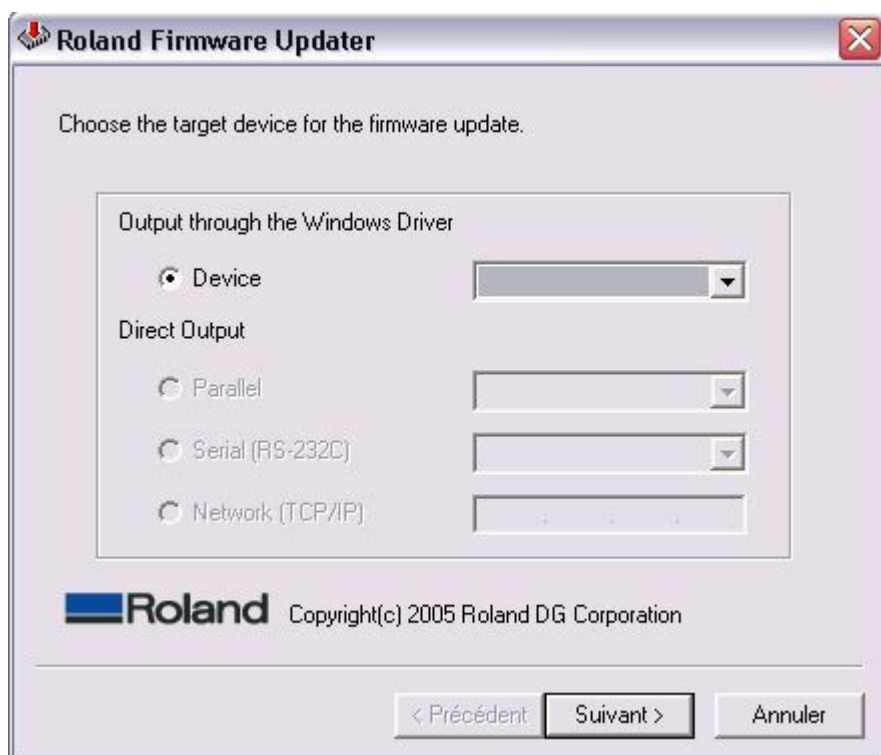 Roland Firmware Updater
Choose the target device for the firmware update.
Output through the Windows Driver
Device
Direct Output
Parallel
Serial (RS-232C)
Network (TCP/IP)
. . .
Roland Copyright(c) 2005 Roland DG Corporation
< Précédent Suivant > Annuler